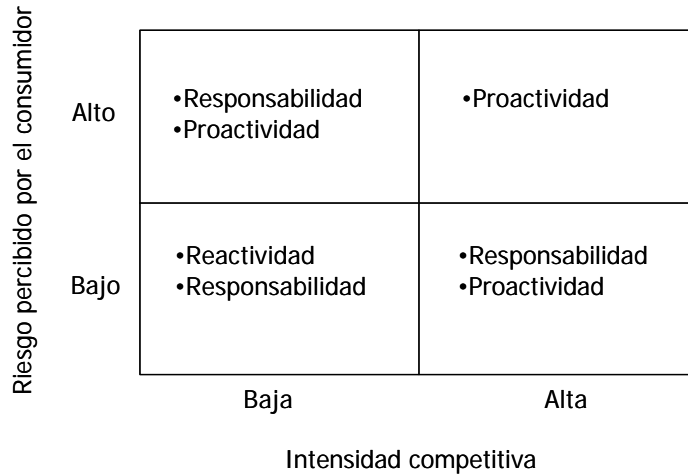 Riesgo percibido por el consumidor
Alto
•Responsabilidad
•Proactividad
•Proactividad
Bajo
•Reactividad
•Responsabilidad
•Responsabilidad
•Proactividad
Baja
Alta
Intensidad competitiva